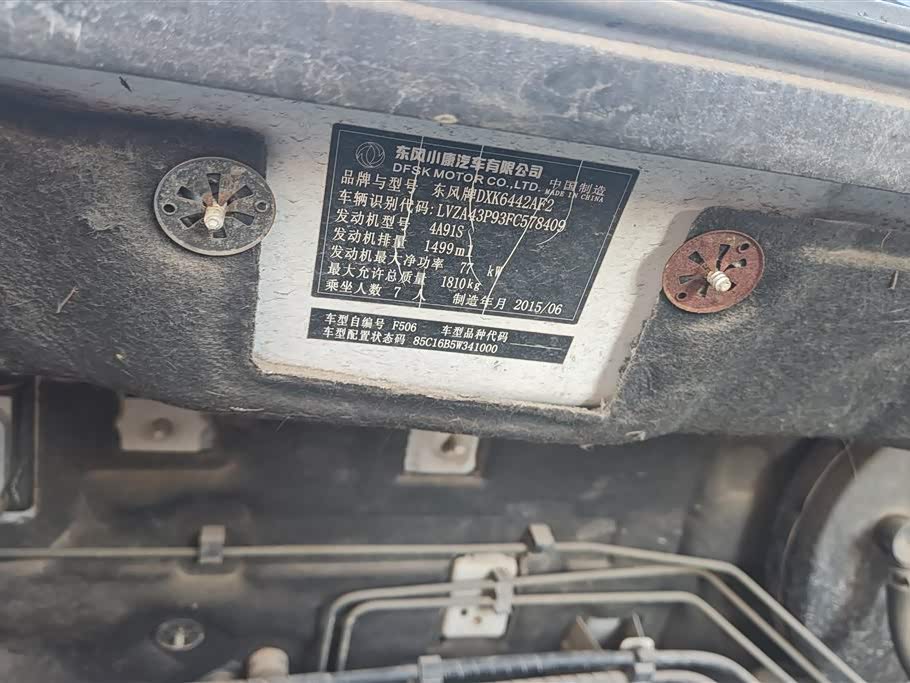 东风小康汽车有限公司
DFSK MOTOR CO., LTD. 中国制造
MADE IN CHINA
品牌与型号 东风牌DXK6442AF2
车辆识别代码:LVZA43P93FC578409
发动机型号 4A91S
发动机排量 1499ml
发动机最大净功率 77 kW
最大允许总质量 1810kg
乘坐人数 7 人 制造年月 2015/06
车型自编号 F506 车型品种代码
车型配置状态码 85C16B5W341000